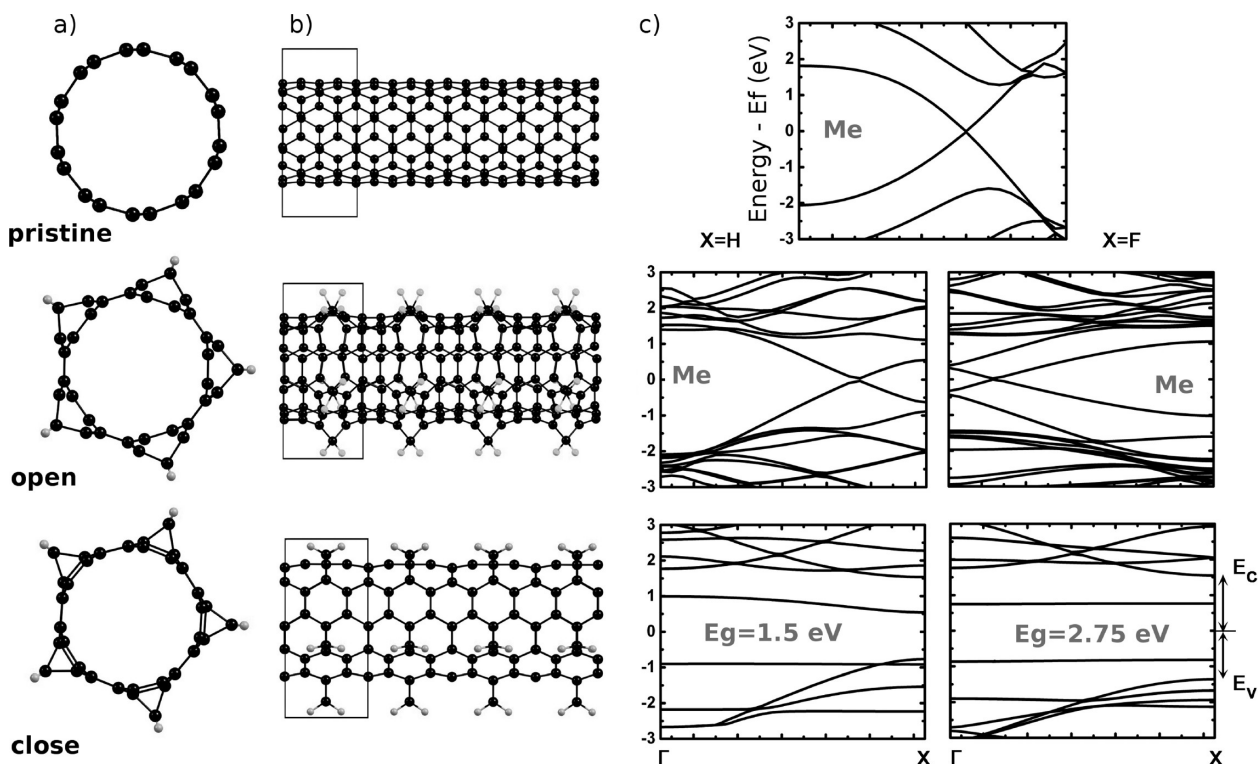 a)
b)
c)
pristine
open
close
Energy - Ef (eV)
3
2
1
0
-1
-2
-3
Me
X=H
X=F
3
2
1
0
-1
-2
-3
Me
Me
3
2
1
0
-1
-2
-3
Eg=1.5 eV
Eg=2.75 eV
Ec
Ev
Γ
X
Γ
X